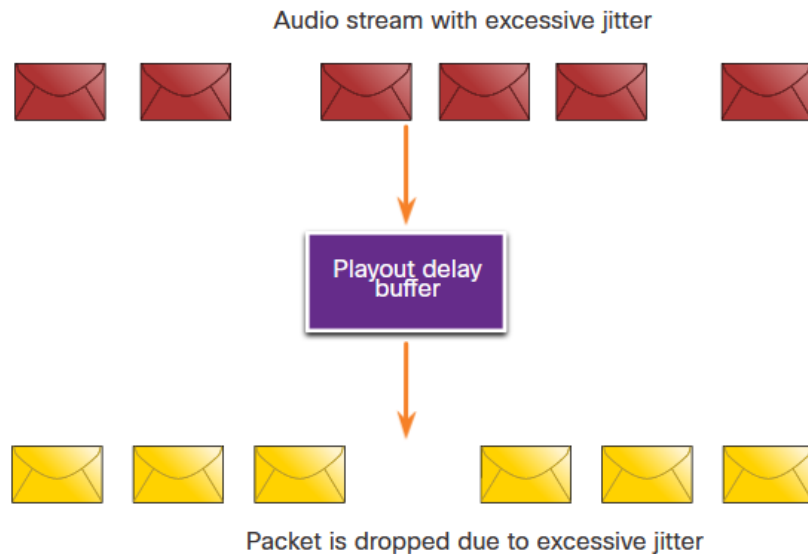 Audio stream with excessive jitter
Playout delay
buffer
Packet is dropped due to excessive jitter